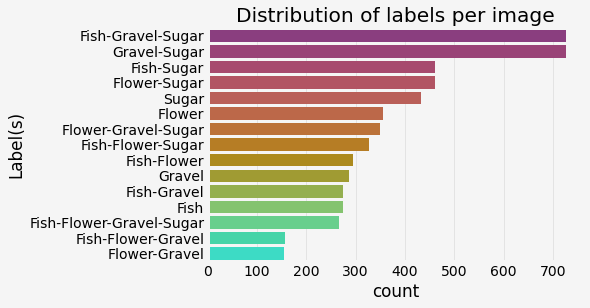 Distribution of labels per image
Label(s)
Fish-Gravel-Sugar
Gravel-Sugar
Fish-Sugar
Flower-Sugar
Sugar
Flower
Flower-Gravel-Sugar
Fish-Flower-Sugar
Fish-Flower
Gravel
Fish-Gravel
Fish
Fish-Flower-Gravel-Sugar
Fish-Flower-Gravel
Flower-Gravel
0 100 200 300 400 500 600 700
count